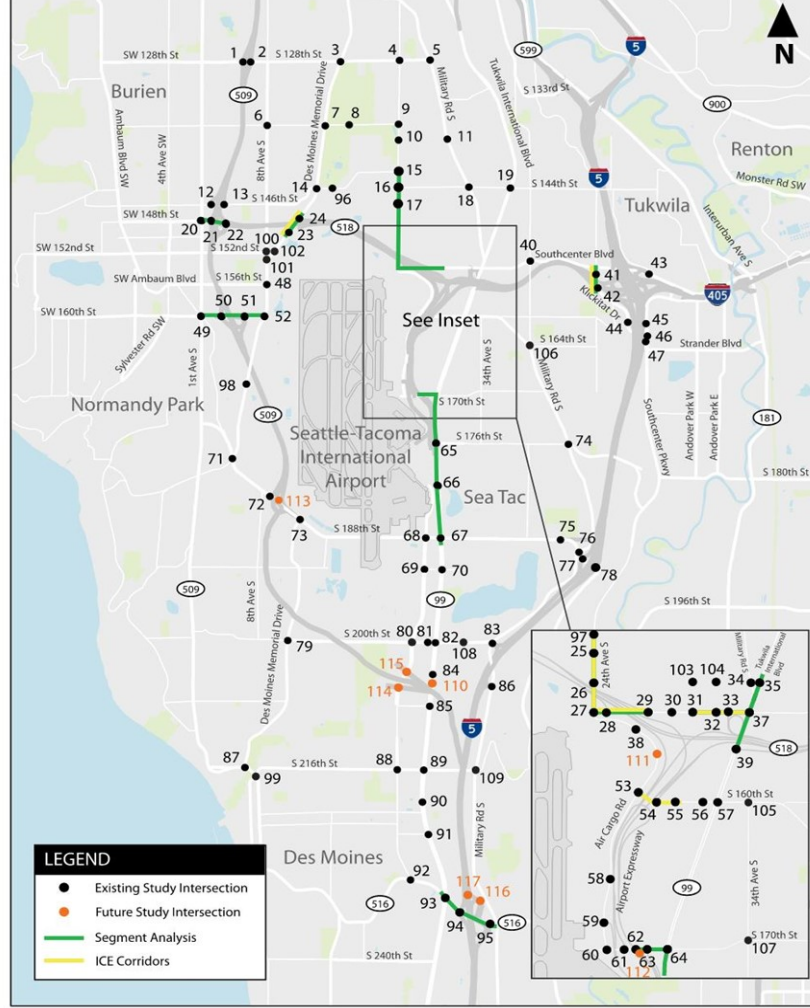 N
599
5
SW 128th St
1
2
S 128th St
3
4
5
Burien
509
Ambaum Blvd SW
4th Ave SW
6
8th Ave S
Des Moines Memorial Drive
7
8
9
10
Military Rd S
11
Tukwila International Blvd
S 133rd St
900
Renton
Monster Rd SW
5
14
96
15
16
17
18
19
S 144th St
Tukwila
Interurban Ave S
12
13
S 146th St
SW 148th St
20
21
22
24
23
518
SW 152nd St
S 152nd St
100
102
101
SW Ambaum Blvd
S 156th St
48
40
Southcenter Blvd
41
42
43
Klickitat Dr
405
44
45
46
47
Strander Blvd
SW 160th St
50
51
49
52
See Inset
S 164th St
106
34th Ave S
Military Rd S
Sylvester Rd SW
1st Ave S
98
Normandy Park
509
S 170th St
Southcenter Pkwy
Andover Park W
Andover Park E
181
Seattle-Tacoma
International
Airport
S 176th St
65
74
71
66
Sea Tac
S 180th St
72
113
73
S 188th St
68
67
75
76
77
78
69
70
509
8th Ave S
99
S 196th St
Des Moines Memorial Drive
79
S 200th St
80
81
82
108
83
115
84
114
110
86
85
5
87
99
S 216th St
88
89
109
90
91
Military Rd S
Des Moines
92
516
93
94
95
117
116
516
S 240th St
97
25
24th Ave S
26
27
28
29
30
31
32
33
103
104
34
35
Military Rd S
Tukwila
International
Blvd
37
38
111
39
518
53
54
55
56
57
S 160th St
105
Air Cargo Rd
Airport Expressway
58
99
34th Ave S
59
60
61
62
63
64
112
S 170th St
107
LEGEND
Existing Study Intersection
Future Study Intersection
Segment Analysis
ICE Corridors